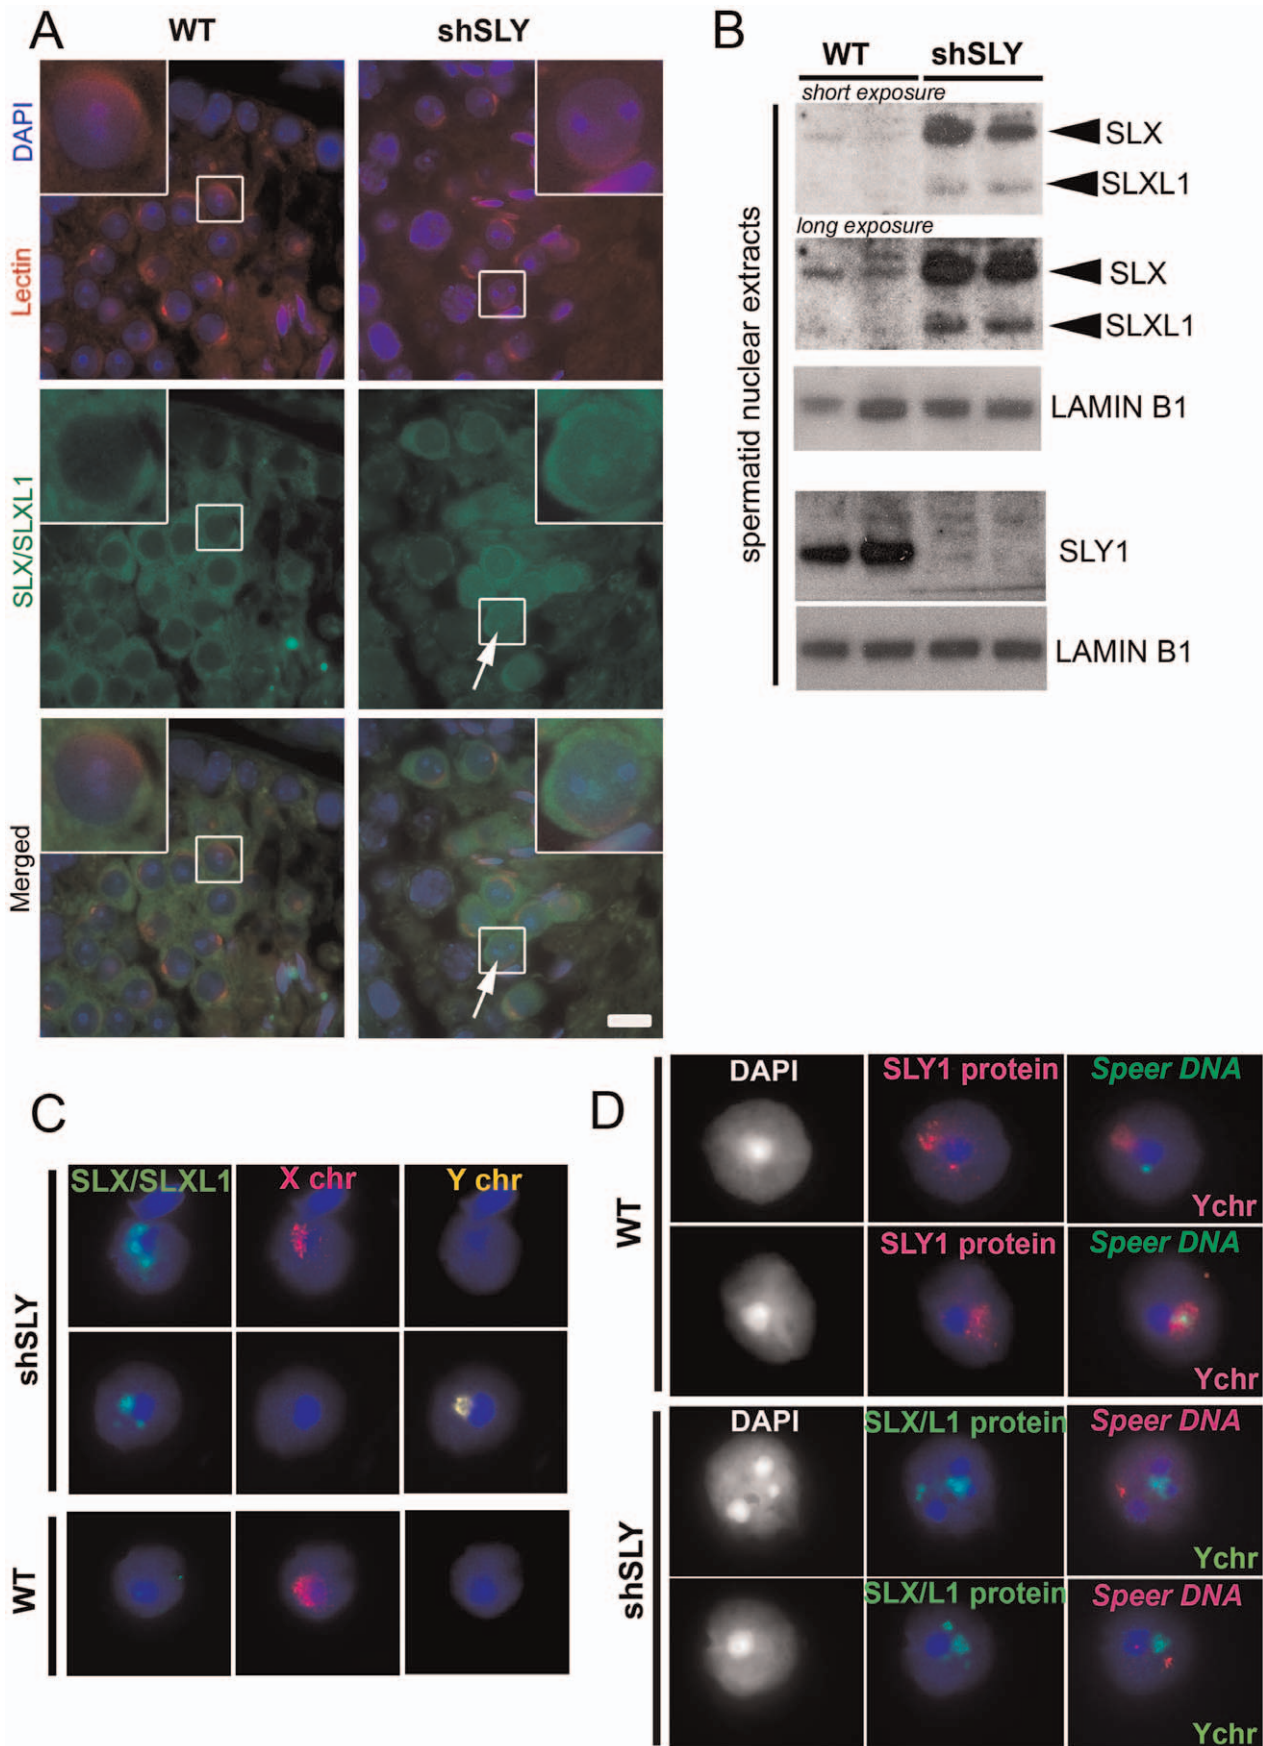 A
WT
shSLY
DAPI
Lectin
SLX/SLXL1
Merged
B
WT
shSLY
short exposure
SLX
SLXL1
long exposure
SLX
SLXL1
LAMIN B1
SLY1
LAMIN B1
spermatid nuclear extracts
C
SLX/SLXL1
X chr
Y chr
shSLY
WT
D
DAPI
SLY1 protein
Speer DNA
Ychr
SLY1 protein
Speer DNA
Ychr
WT
DAPI
SLX/L1 protein
Speer DNA
Ychr
SLX/L1 protein
Speer DNA
Ychr
shSLY